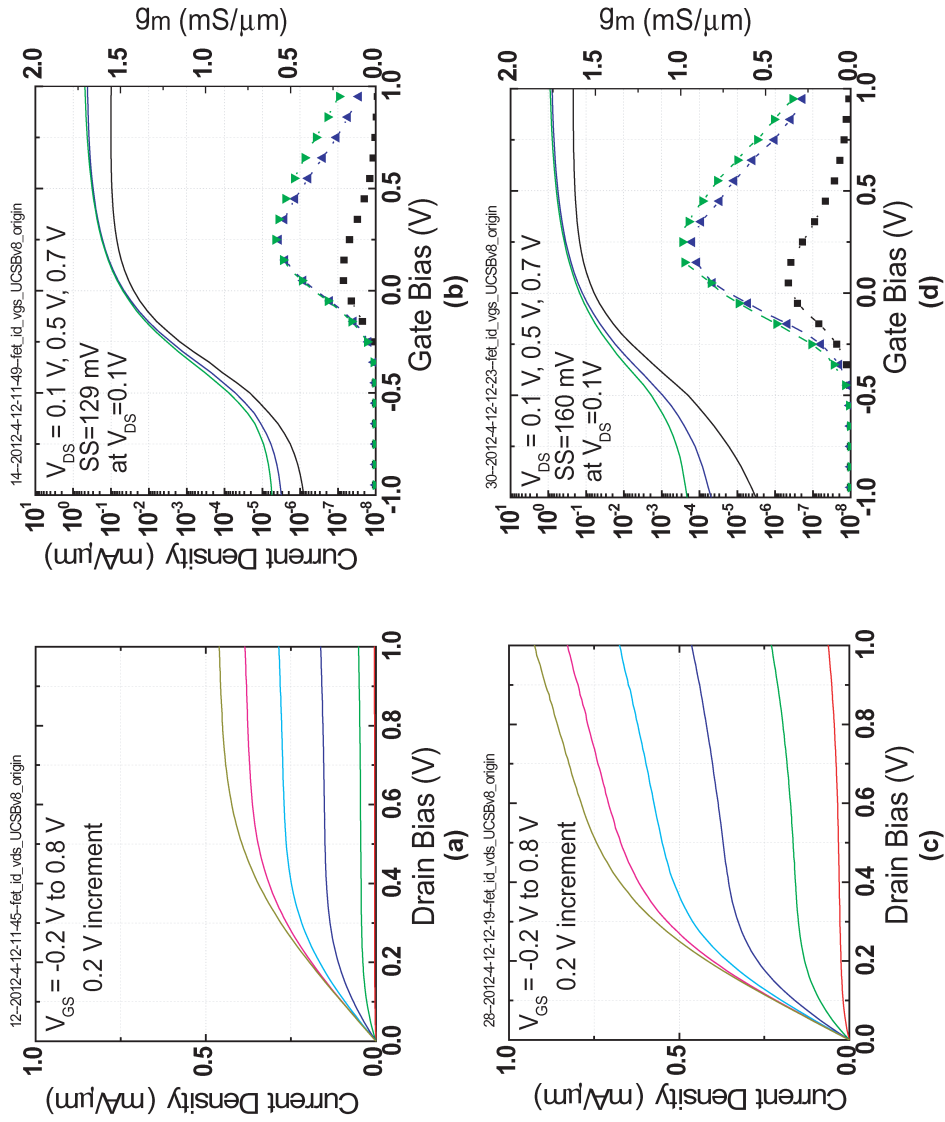 12--2012-4-12-11-45--fet_id_vds_UCSBv8_origin
V_GS = -0.2 V to 0.8 V
0.2 V increment
Current Density (mA/μm)
1.0
0.5
0.0
0.0 0.2 0.4 0.6 0.8 1.0
Drain Bias (V)
(a)
14--2012-4-12-11-49--fet_id_vgs_UCSBv8_origin
V_DS = 0.1 V, 0.5 V, 0.7 V
SS=129 mV
at V_DS=0.1V
Current Density (mA/μm)
10^1
10^0
10^-1
10^-2
10^-3
10^-4
10^-5
10^-6
10^-7
10^-8
-1.0 -0.5 0.0 0.5 1.0
Gate Bias (V)
2.0
1.5
1.0
0.5
0.0
g_m (mS/μm)
(b)
28--2012-4-12-12-19--fet_id_vds_UCSBv8_origin
V_GS = -0.2 V to 0.8 V
0.2 V increment
Current Density (mA/μm)
1.0
0.5
0.0
0.0 0.2 0.4 0.6 0.8 1.0
Drain Bias (V)
(c)
30--2012-4-12-12-23--fet_id_vgs_UCSBv8_origin
V_DS = 0.1 V, 0.5 V, 0.7 V
SS=160 mV
at V_DS=0.1V
Current Density (mA/μm)
10^1
10^0
10^-1
10^-2
10^-3
10^-4
10^-5
10^-6
10^-7
10^-8
-1.0 -0.5 0.0 0.5 1.0
Gate Bias (V)
2.0
1.5
1.0
0.5
0.0
g_m (mS/μm)
(d)